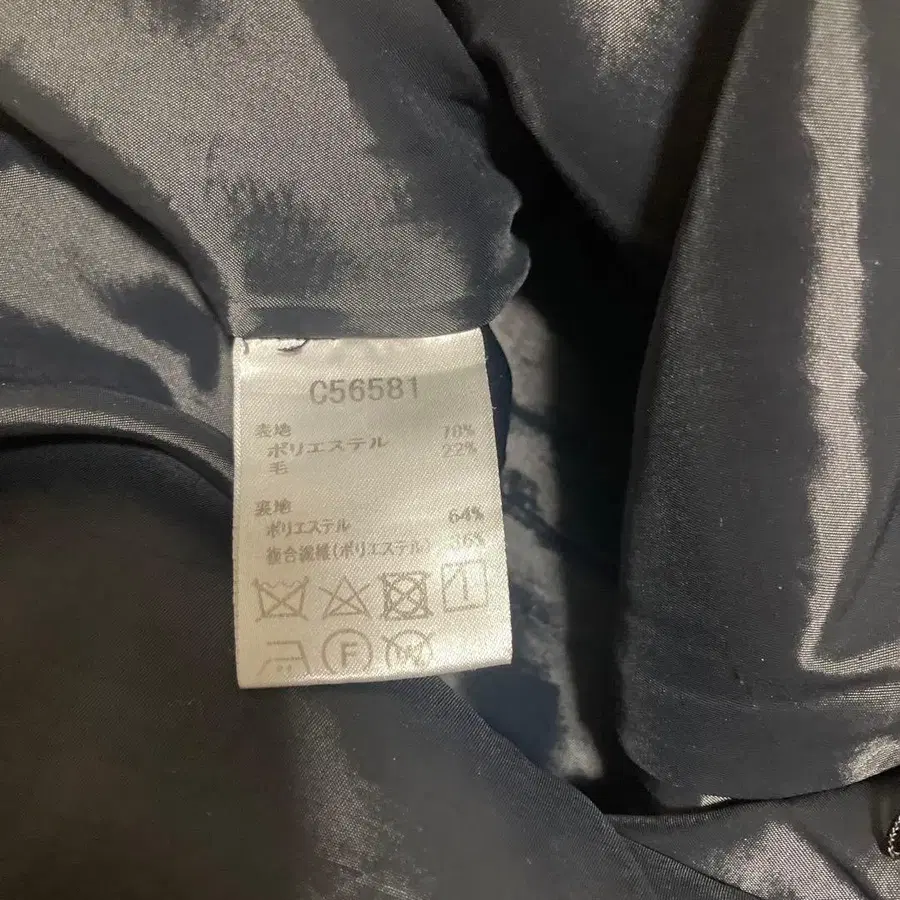 C56581
表地
ポリエステル 78%
毛 22%
裏地
ポリエステル 64%
複合繊維(ポリエステル) 36%
F
W